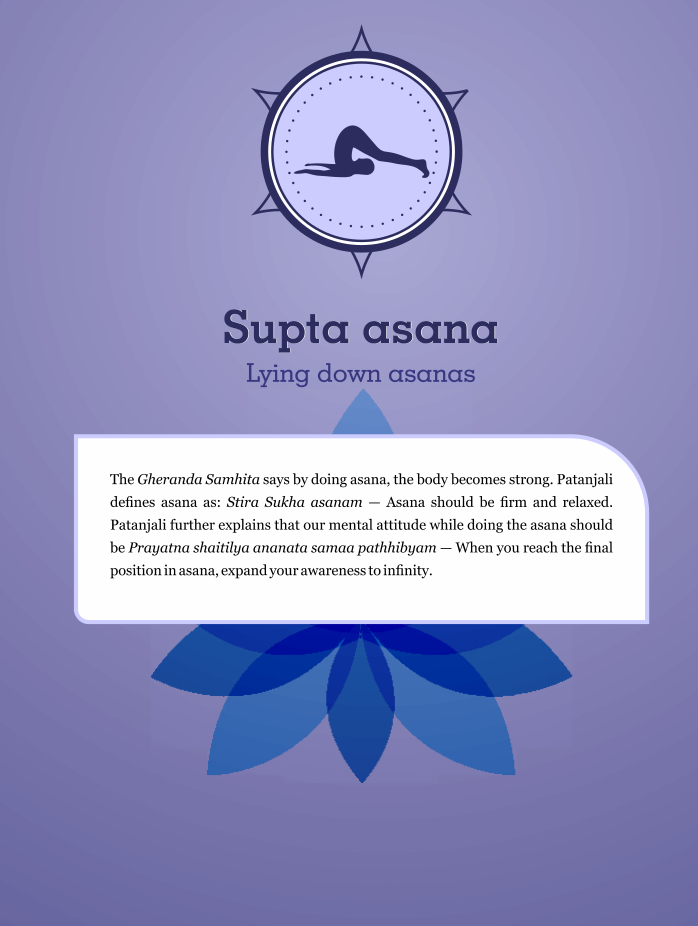 Supta asana
Lying down asanas
The Gheranda Samhita says by doing asana, the body becomes strong. Patanjali
defines asana as: Stira Sukha asanam — Asana should be firm and relaxed.
Patanjali further explains that our mental attitude while doing the asana should
be Prayatna shaitilya ananata samaa pathhibyam — When you reach the final
position in asana, expand your awareness to infinity.